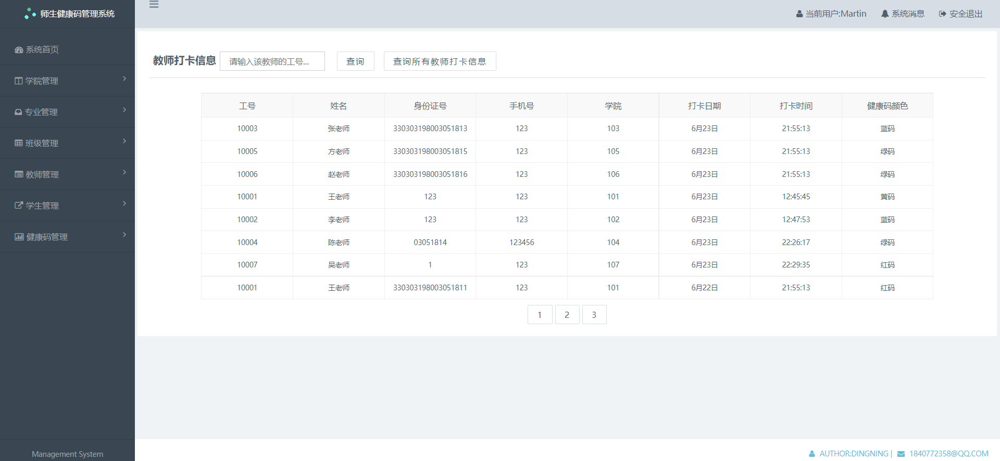 师生健康码管理系统
当前用户:Martin 系统消息 安全退出
系统首页
学院管理
专业管理
班级管理
教师管理
学生管理
健康码管理
Management System
教师打卡信息 请输入该教师的工号... 查询 查询所有教师打卡信息
工号 姓名 身份证号 手机号 学院 打卡日期 打卡时间 健康码颜色
10003 张老师 330303198003051813 123 103 6月23日 21:55:13 蓝码
10005 方老师 330303198003051815 123 105 6月23日 21:55:13 绿码
10006 赵老师 330303198003051816 123 106 6月23日 21:55:13 绿码
10001 王老师 123 123 101 6月23日 12:45:45 黄码
10002 李老师 123 123 102 6月23日 12:47:53 蓝码
10004 陈老师 03051814 123456 104 6月23日 22:26:17 绿码
10007 吴老师 1 123 107 6月23日 22:29:35 红码
10001 王老师 330303198003051811 123 101 6月22日 21:55:13 红码
1 2 3
AUTHOR:DINGNING | 1840772358@QQ.COM